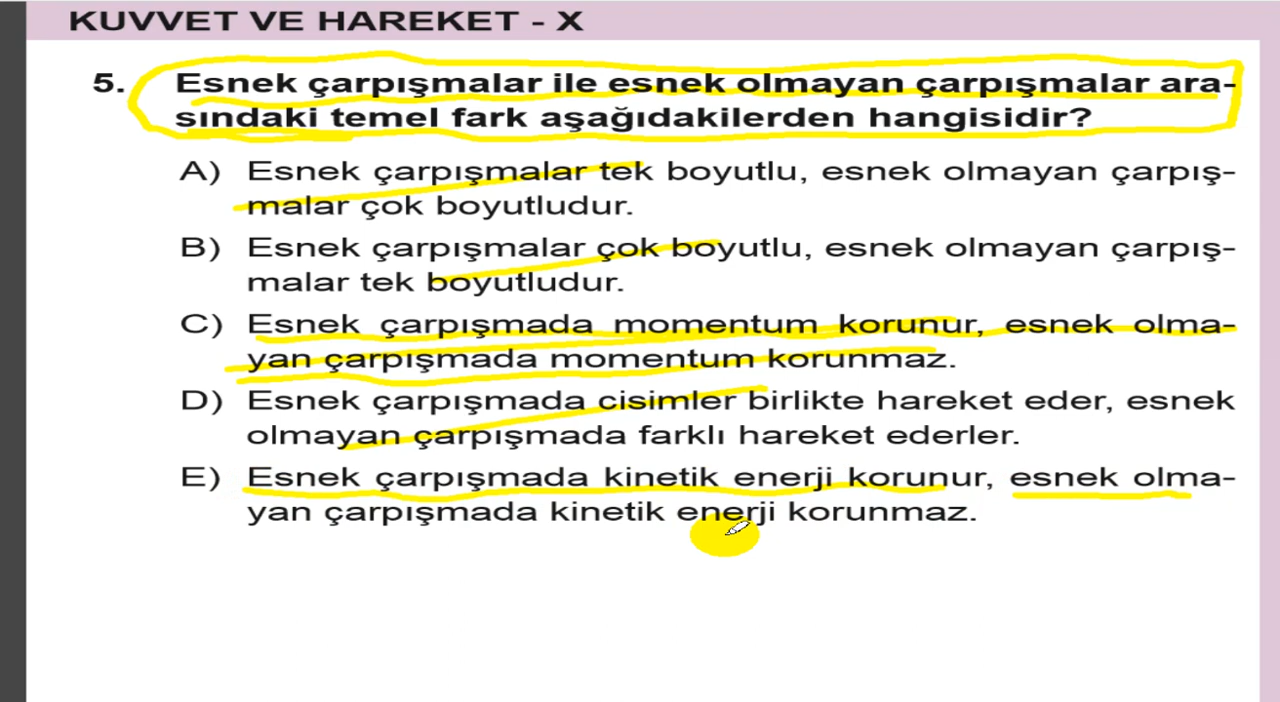 KUVVET VE HAREKET - X
5. Esnek çarpışmalar ile esnek olmayan çarpışmalar ara-
sındaki temel fark aşağıdakilerden hangisidir?
A) Esnek çarpışmalar tek boyutlu, esnek olmayan çarpış-
malar çok boyutludur.
B) Esnek çarpışmalar çok boyutlu, esnek olmayan çarpış-
malar tek boyutludur.
C) Esnek çarpışmada momentum korunur, esnek olma-
yan çarpışmada momentum korunmaz.
D) Esnek çarpışmada cisimler birlikte hareket eder, esnek
olmayan çarpışmada farklı hareket ederler.
E) Esnek çarpışmada kinetik enerji korunur, esnek olma-
yan çarpışmada kinetik enerji korunmaz.